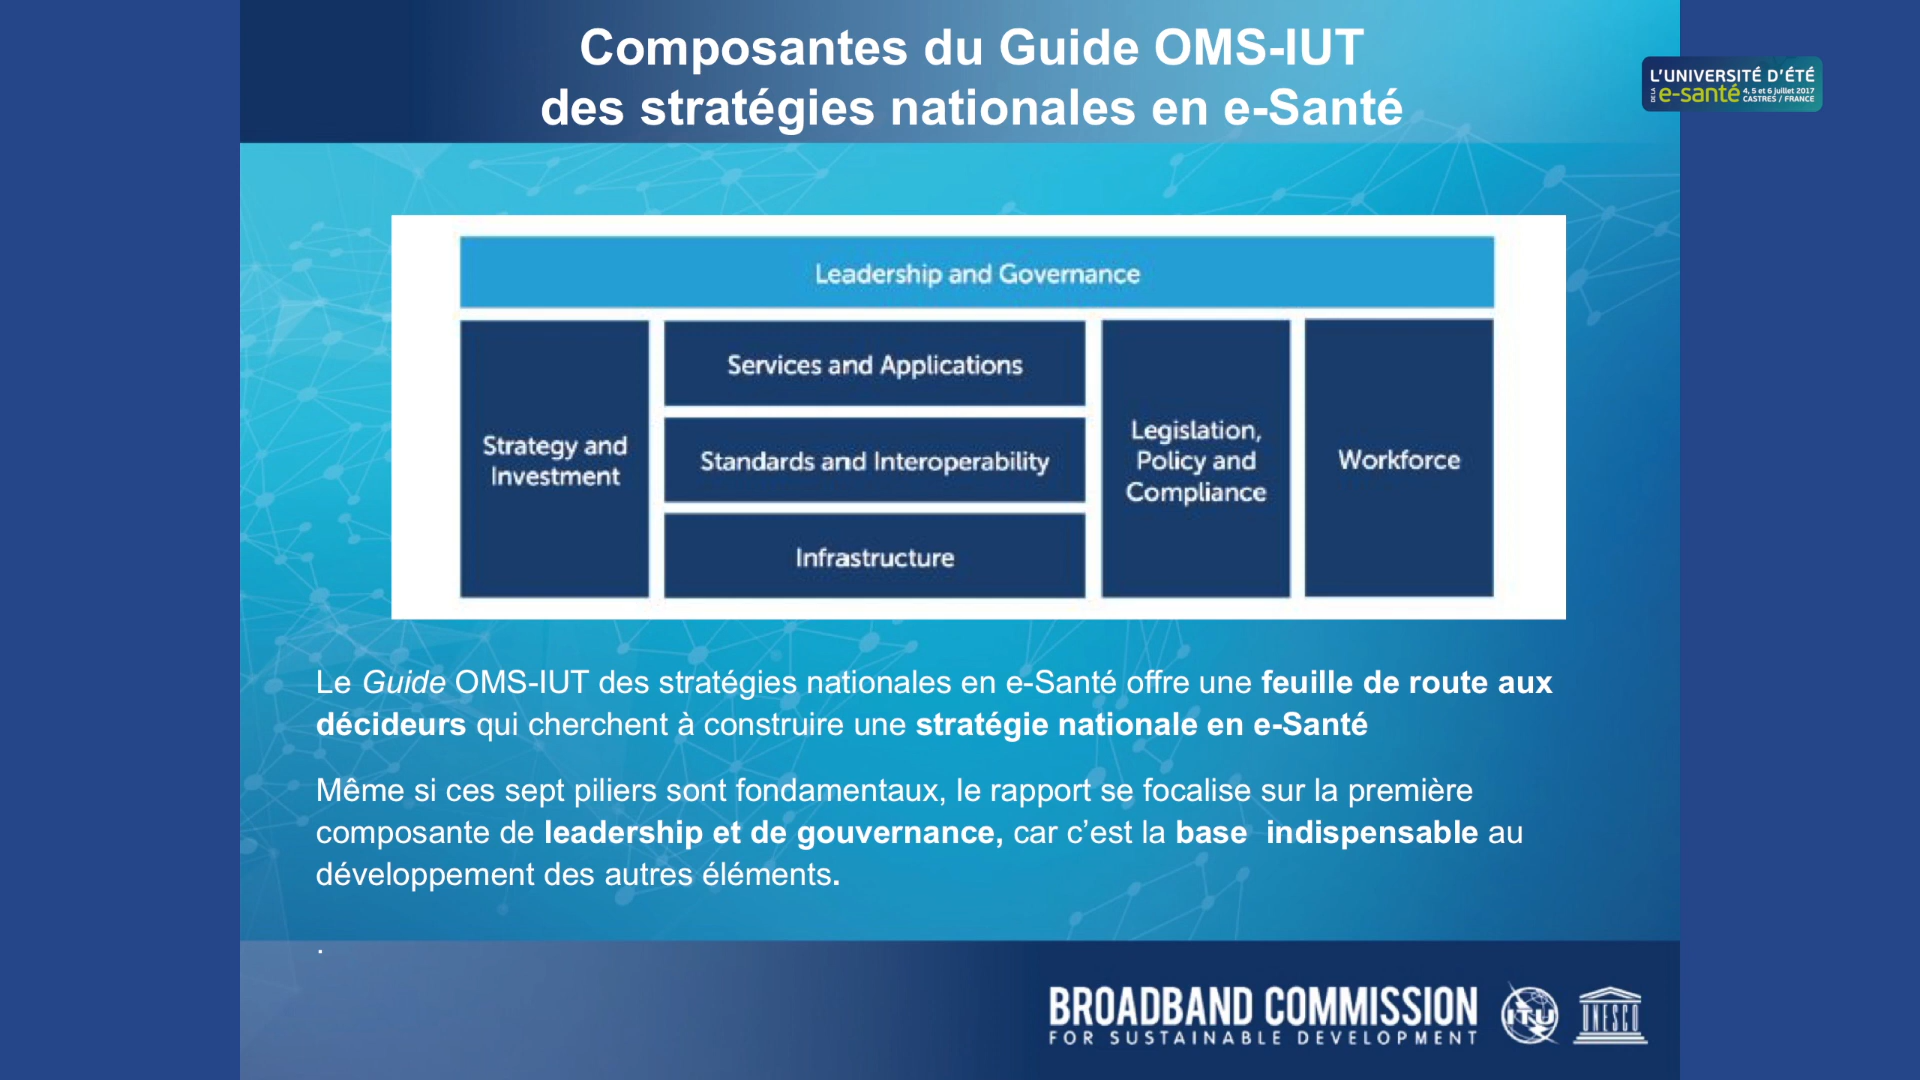 Composantes du Guide OMS-IUT
des stratégies nationales en e-Santé
L'UNIVERSITÉ D'ÉTÉ
DE LA e-santé 4, 5 et 6 juillet 2017
CASTRES / FRANCE
Leadership and Governance
Strategy and
Investment
Services and Applications
Standards and Interoperability
Infrastructure
Legislation,
Policy and
Compliance
Workforce
Le Guide OMS-IUT des stratégies nationales en e-Santé offre une feuille de route aux
décideurs qui cherchent à construire une stratégie nationale en e-Santé
Même si ces sept piliers sont fondamentaux, le rapport se focalise sur la première
composante de leadership et de gouvernance, car c’est la base  indispensable au
développement des autres éléments.
.
BROADBAND COMMISSION
FOR SUSTAINABLE DEVELOPMENT
ITU
UNESCO